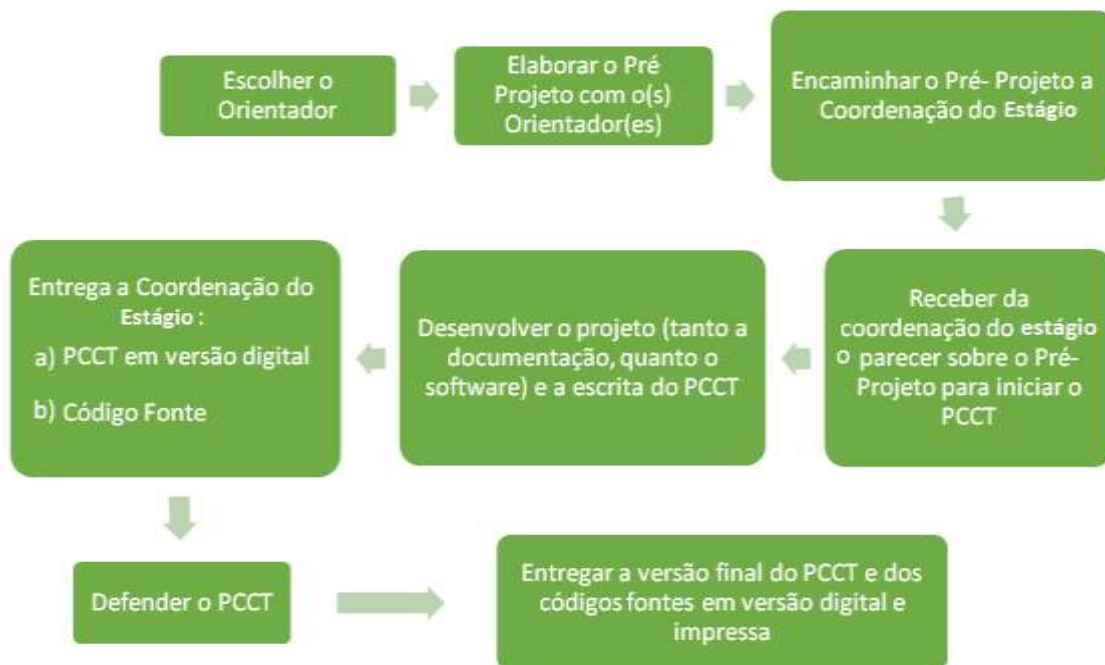 Escolher o
Orientador
Elaborar o Pré
Projeto com o(s)
Orientador(es)
Encaminhar o Pré- Projeto a
Coordenação do Estágio
Receber da
coordenação do estágio
o parecer sobre o Pré-
Projeto para iniciar o
PCCT
Desenvolver o projeto (tanto a
documentação, quanto o
software) e a escrita do PCCT
Entrega a Coordenação do
Estágio :
a) PCCT em versão digital
b) Código Fonte
Defender o PCCT
Entregar a versão final do PCCT e dos
códigos fontes em versão digital e
impressa